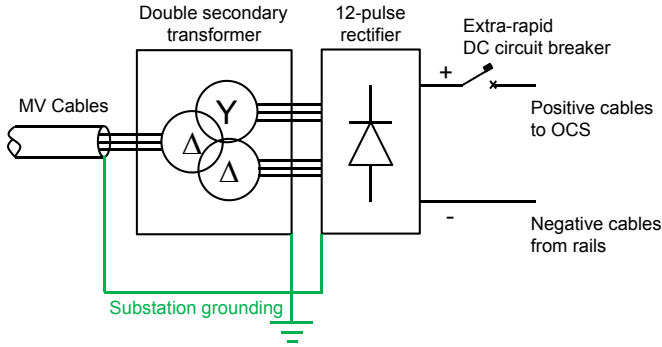 Double secondary
transformer
12-pulse
rectifier
Extra-rapid
DC circuit breaker
MV Cables
Y
Δ
Δ
+
-
Positive cables
to OCS
Negative cables
from rails
Substation grounding